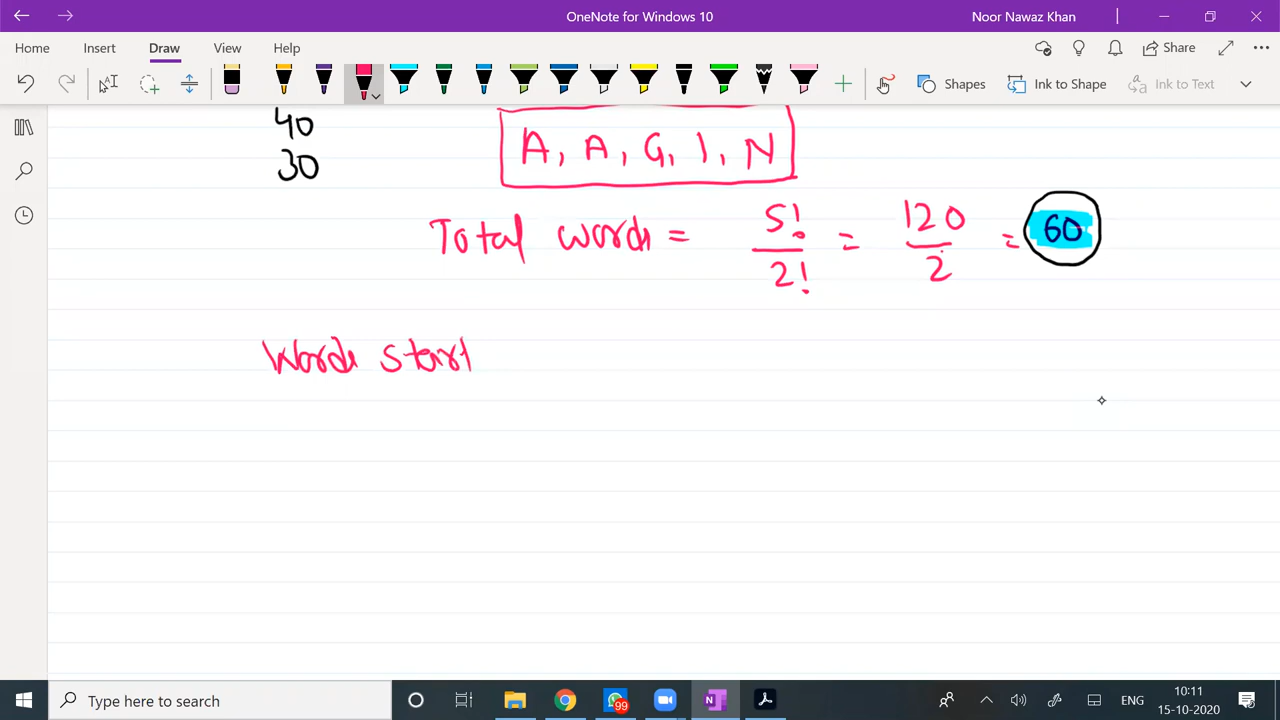 OneNote for Windows 10
Noor Nawaz Khan
Home Insert Draw View Help
Share
Shapes Ink to Shape Ink to Text
40
30
A, A, G, I, N
Total words = 5!/2! = 120/2 = 60
Words start
Type here to search
99
ENG
10:11
15-10-2020